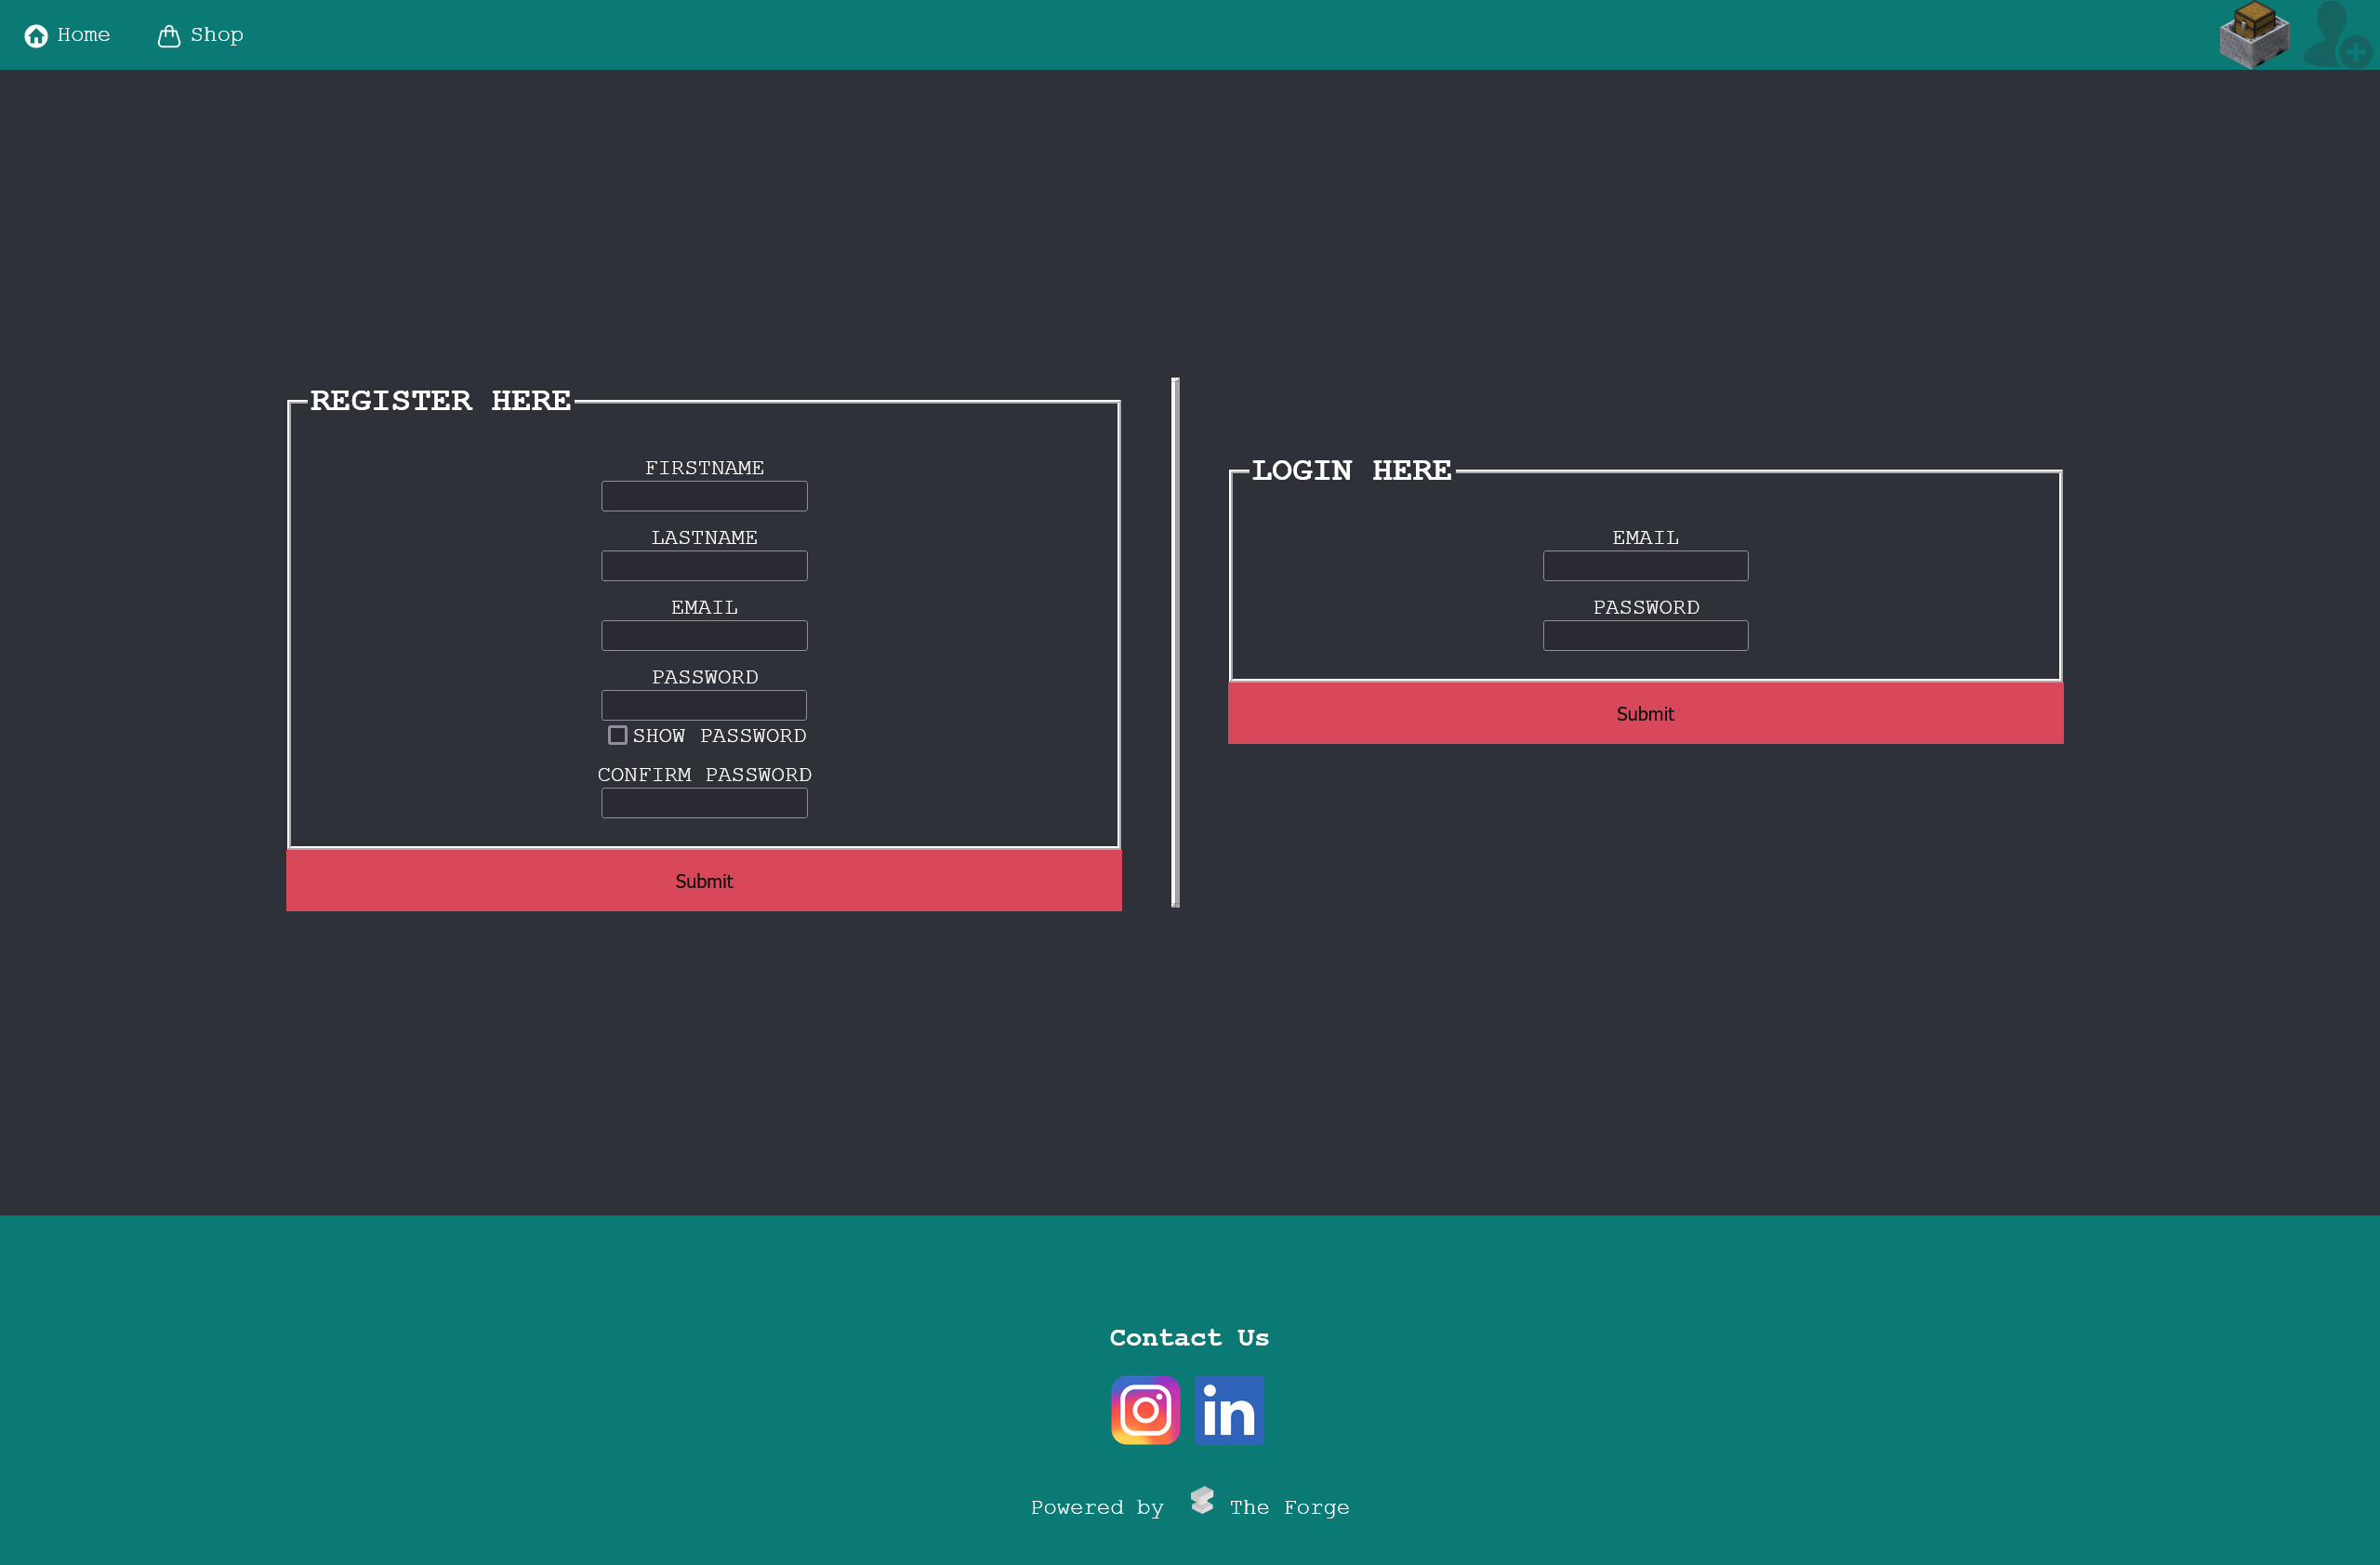 Home
Shop
REGISTER HERE
FIRSTNAME
LASTNAME
EMAIL
PASSWORD
SHOW PASSWORD
CONFIRM PASSWORD
Submit
LOGIN HERE
EMAIL
PASSWORD
Submit
Contact Us
in
Powered by The Forge